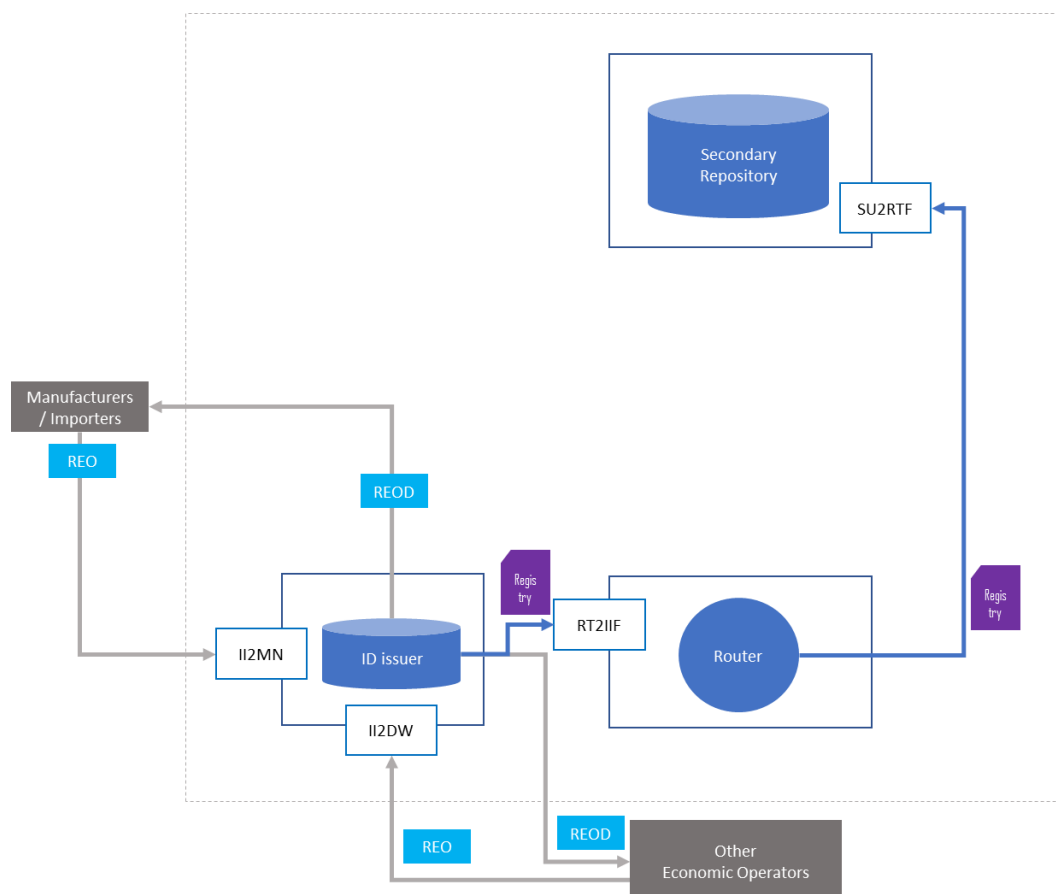 Secondary
Repository
SU2RTF
Manufacturers
/ Importers
REO
REOD
Regis
try
Regis
try
RT2IIF
II2MN
ID issuer
Router
II2DW
REO
REOD
Other
Economic Operators